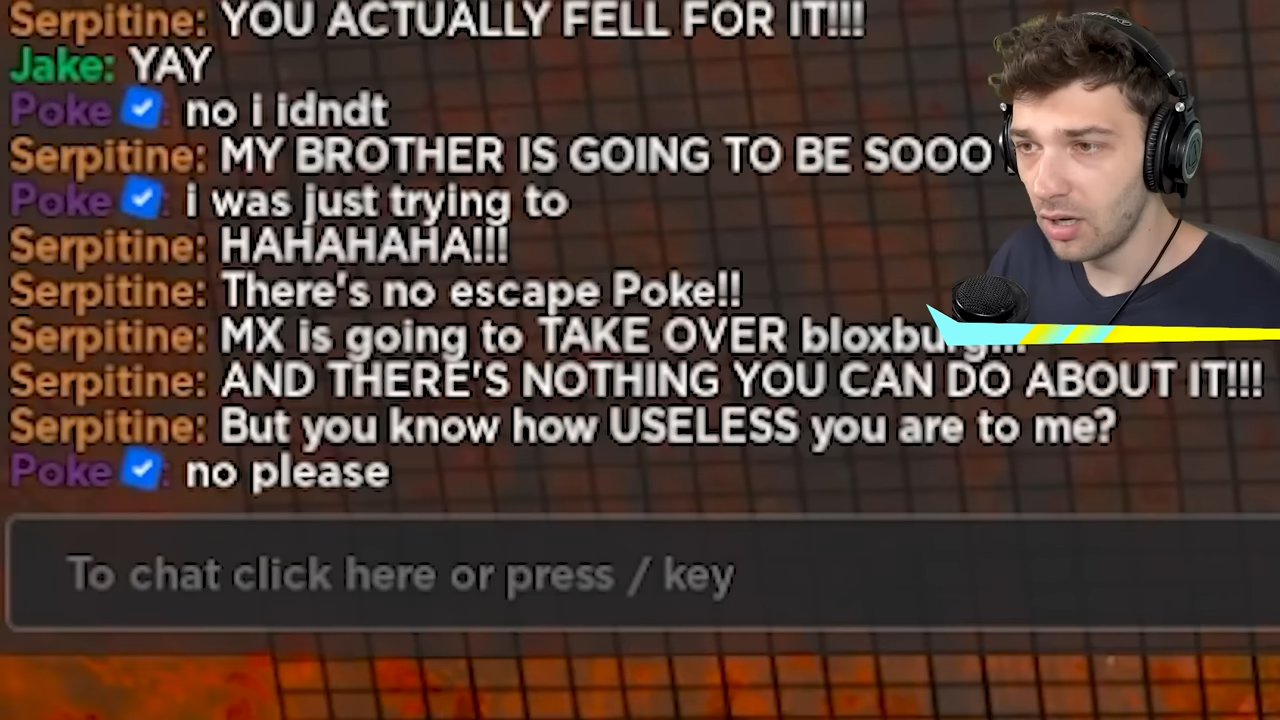 Serpitine: YOU ACTUALLY FELL FOR IT!!!
Jake: YAY
Poke: no i idndt
Serpitine: MY BROTHER IS GOING TO BE SOOO
Poke: i was just trying to
Serpitine: HAHAHAHA!!!
Serpitine: There's no escape Poke!!
Serpitine: MX is going to TAKE OVER bloxburg!!!
Serpitine: AND THERE'S NOTHING YOU CAN DO ABOUT IT!!!
Serpitine: But you know how USELESS you are to me?
Poke: no please
To chat click here or press / key